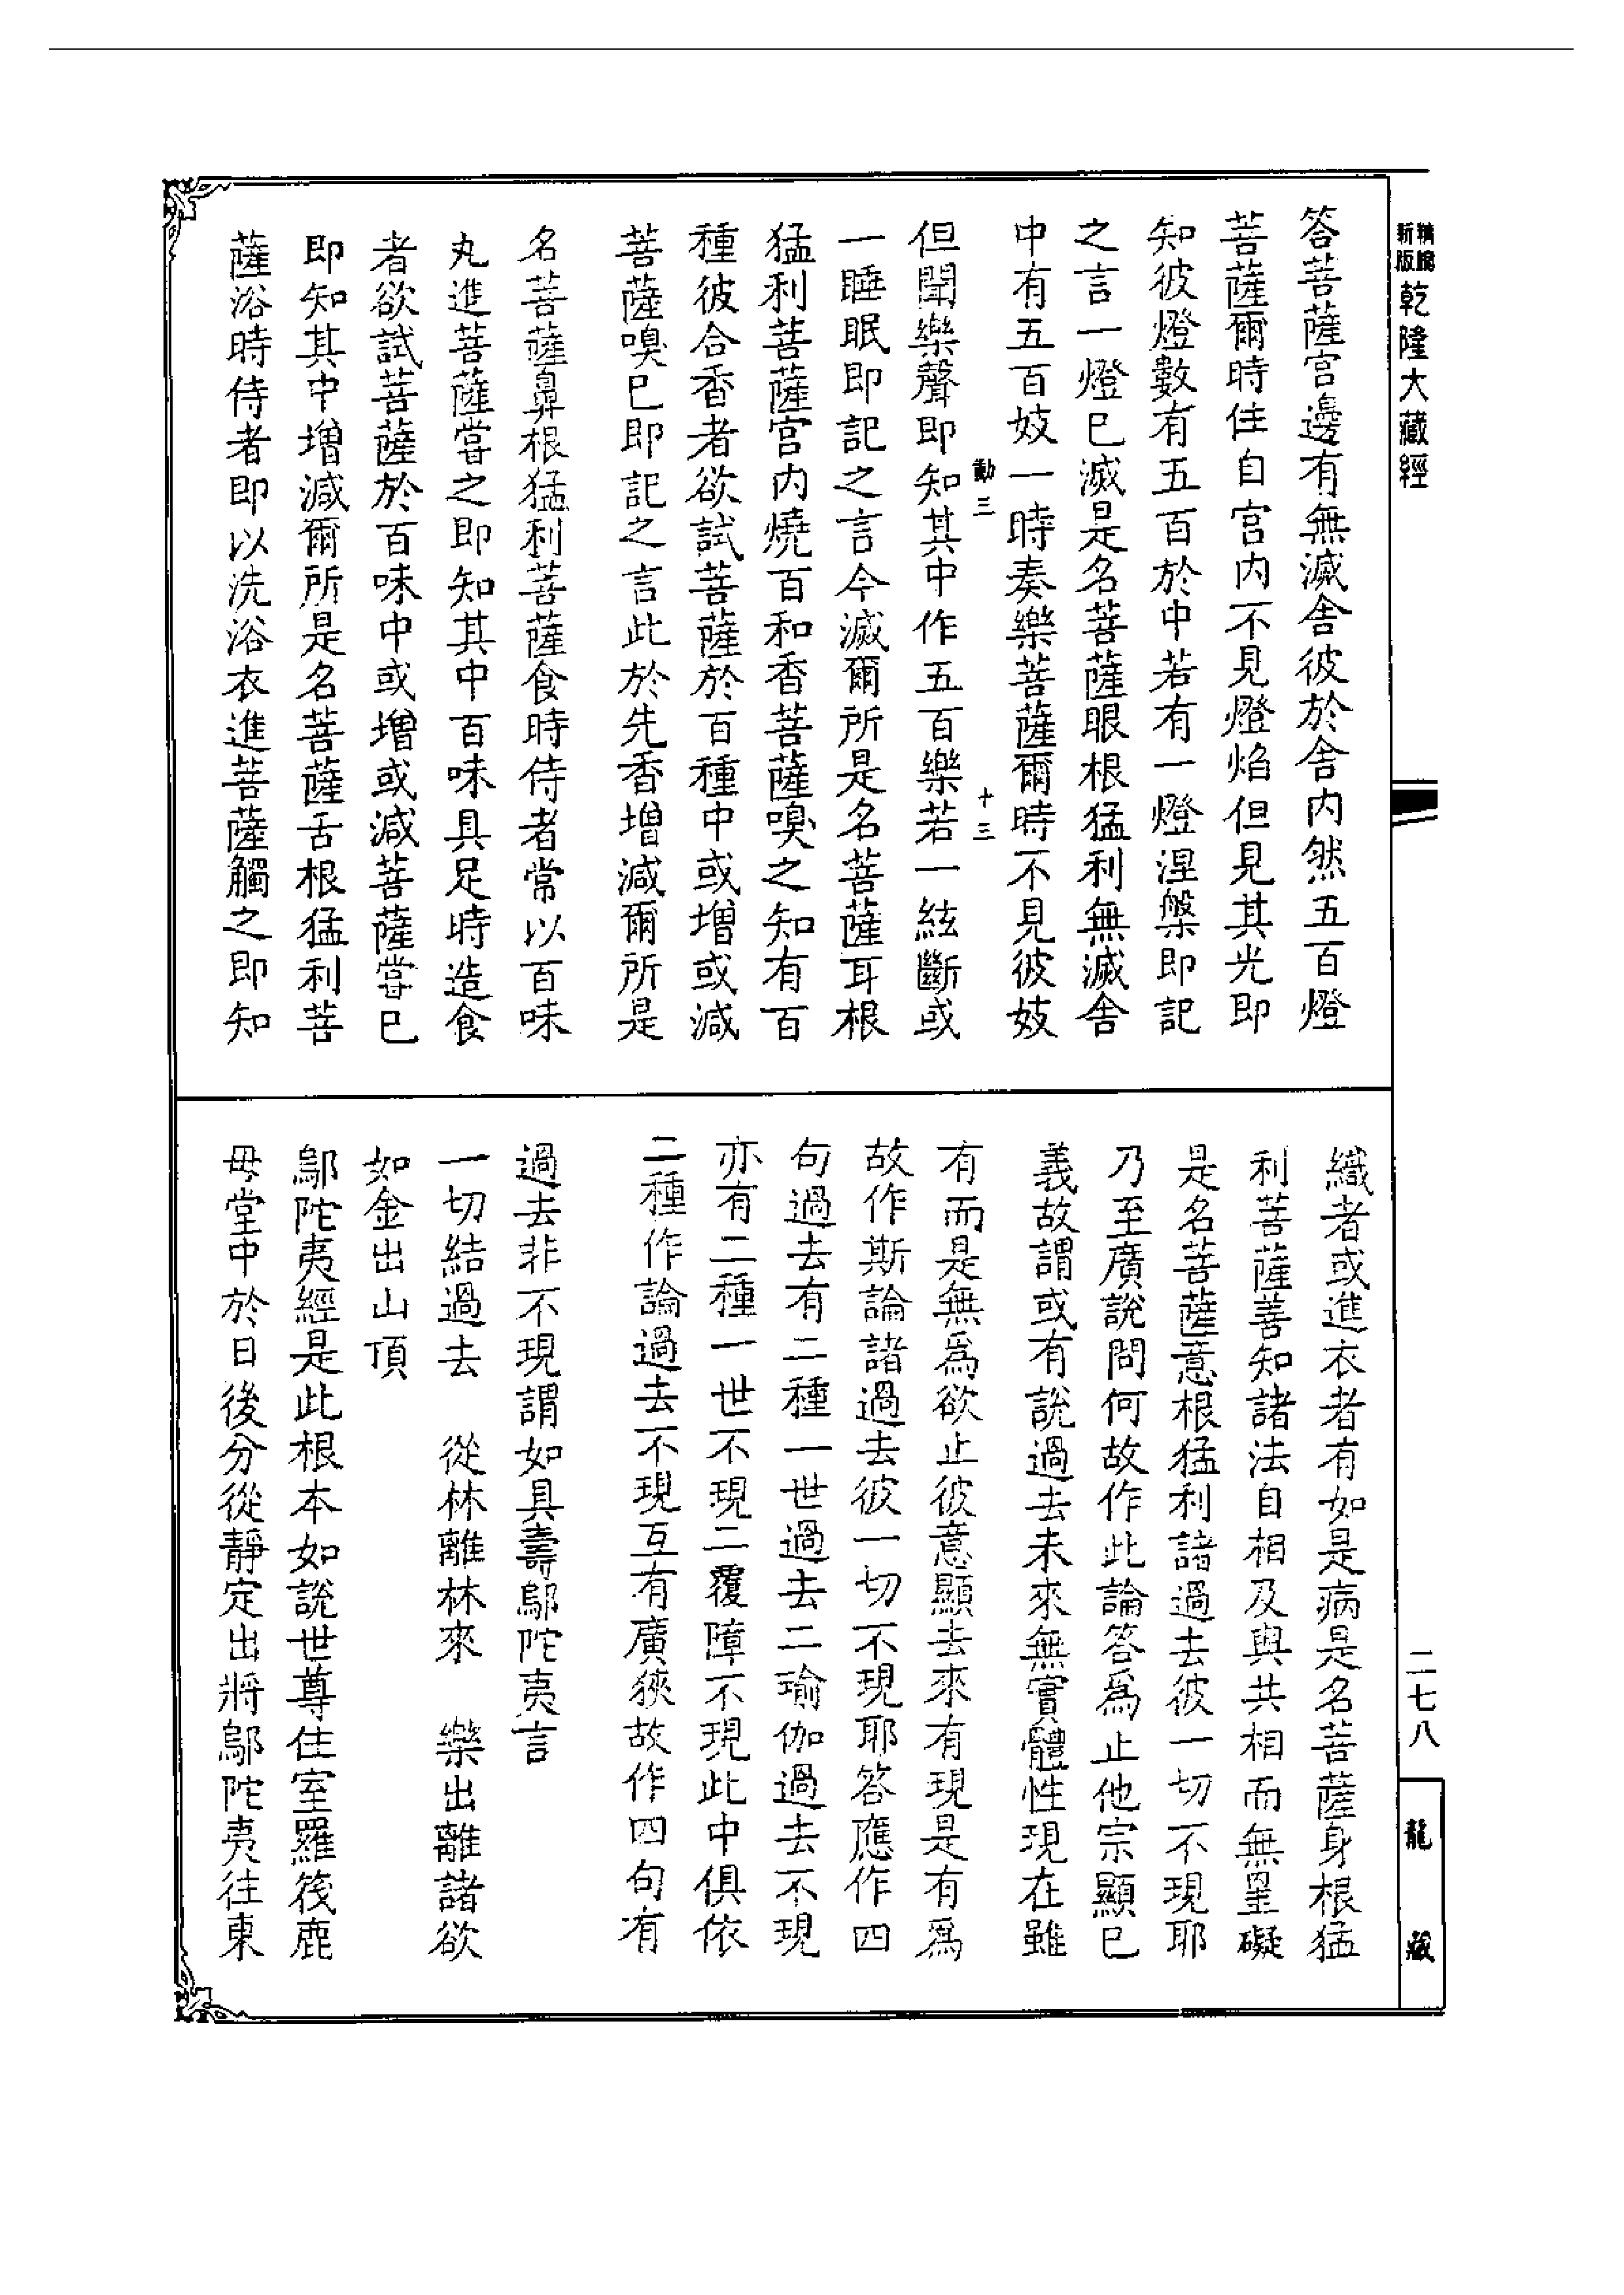 新版
精縮
乾隆大藏經
答菩薩宮邊有無滅舍彼於舍內然五百燈
菩薩爾時住自宮內不見燈焰但見其光即
知彼燈數有五百於中若有一燈涅槃即記
之言一燈已滅是名菩薩眼根猛利無滅舍
中有五百妓一時奏樂菩薩爾時不見彼妓
動三
十三
但聞樂聲即知其中作五百樂若一絃斷或
一睡眠即記之言今滅爾所是名菩薩耳根
猛利菩薩宮內燒百和香菩薩嗅之知有百
種彼合香者欲試菩薩於百種中或增或減
菩薩嗅已即記之言此於先香增減爾所是
名菩薩鼻根猛利菩薩食時侍者常以百味
丸進菩薩嘗之即知其中百味具足時造食
者欲試菩薩於百味中或增或減菩薩嘗已
即知其中增減爾所是名菩薩舌根猛利菩
薩浴時侍者即以洗浴衣進菩薩觸之即知
織者或進衣者有如是病是名菩薩身根猛
利菩薩善知諸法自相及與共相而無罣礙
是名菩薩意根猛利諸過去彼一切不現耶
乃至廣說問何故作此論答為止他宗顯已
義故謂或有說過去未來無實體性現在雖
有而是無為欲止彼意顯去來有現是有為
故作斯論諸過去彼一切不現耶答應作四
句過去有二種一世過去二瑜伽過去不現
亦有二種一世不現二覆障不現此中俱依
二種作論過去不現互有廣狹故作四句有
過去非不現謂如具壽鄔陀夷言
一切結過去 從林離林來 樂出離諸欲
如金出山頂
鄔陀夷經是此根本如說世尊住室羅筏鹿
母堂中於日後分從靜定出將鄔陀夷往東
二七八
龍藏